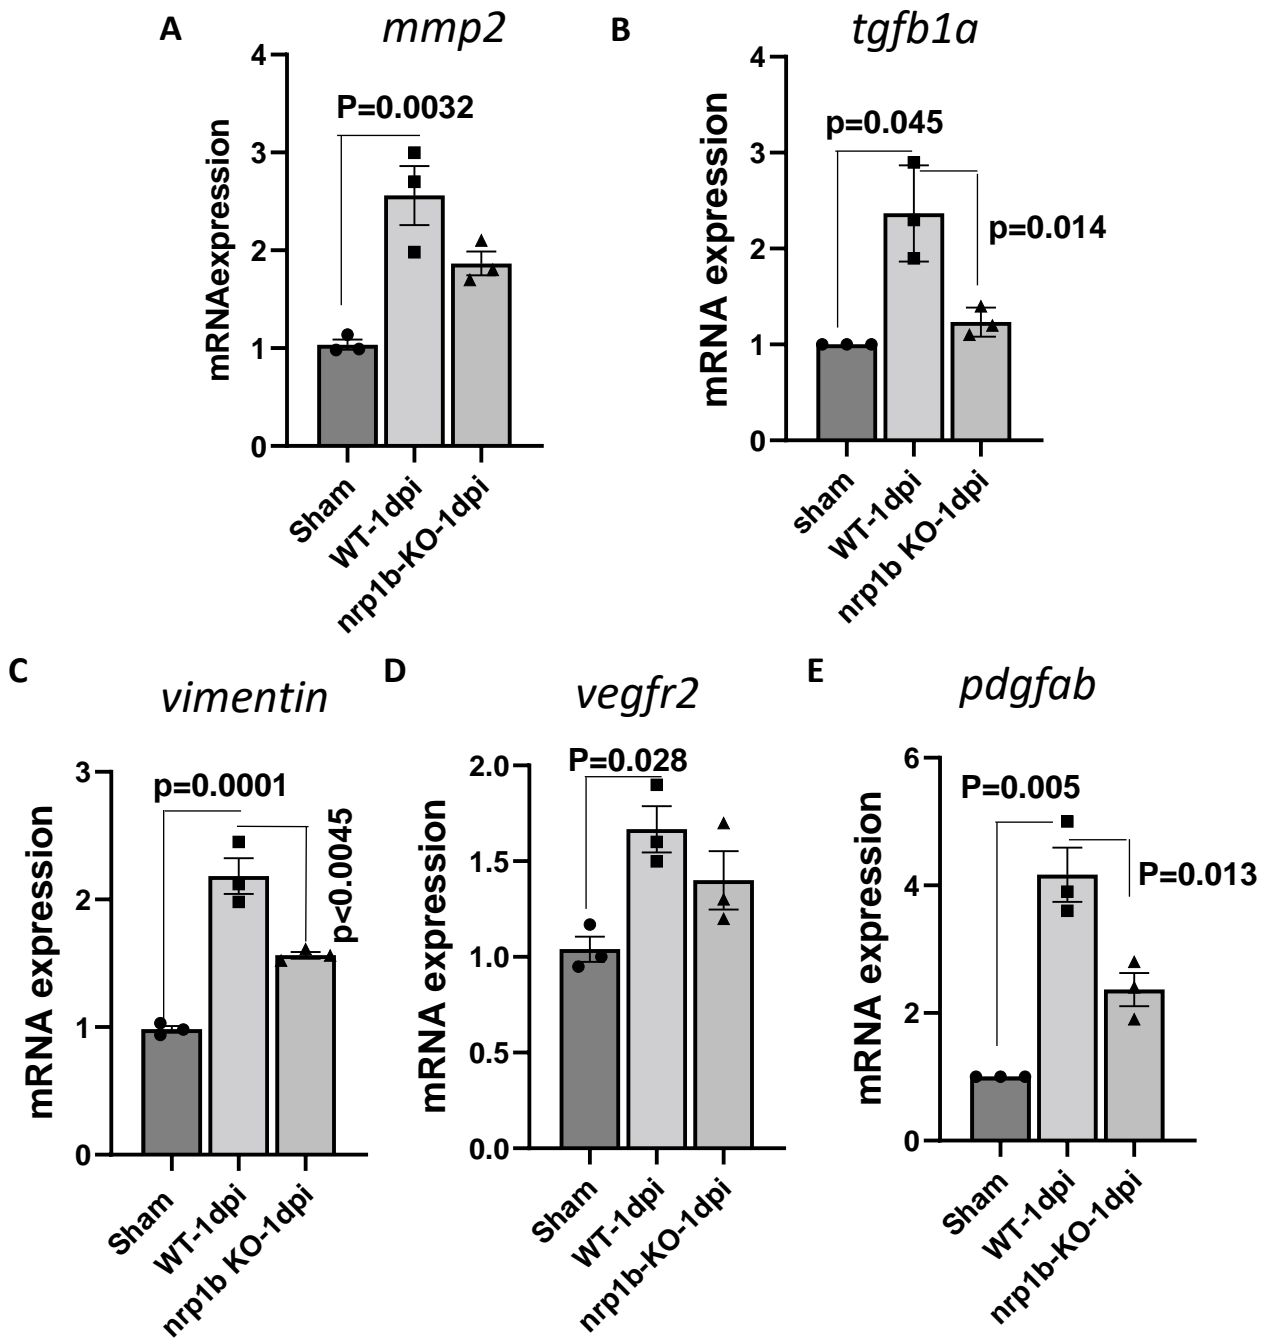 A
mmp2
4
3
2
1
0
mRNAexpression
P=0.0032
Sham
WT-1dpi
nrp1b-KO-1dpi
B
tgfb1a
4
3
2
1
0
mRNA expression
p=0.045
p=0.014
sham
WT-1dpi
nrp1b KO-1dpi
C
vimentin
3
2
1
0
mRNA expression
p=0.0001
p<0.0045
Sham
WT-1dpi
nrp1b KO-1dpi
D
vegfr2
2.0
1.5
1.0
0.5
0.0
mRNA expression
P=0.028
Sham
WT-1dpi
nrp1b-KO-1dpi
E
pdgfab
6
4
2
0
mRNA expression
P=0.005
P=0.013
Sham
WT-1dpi
nrp1b-KO-1dpi